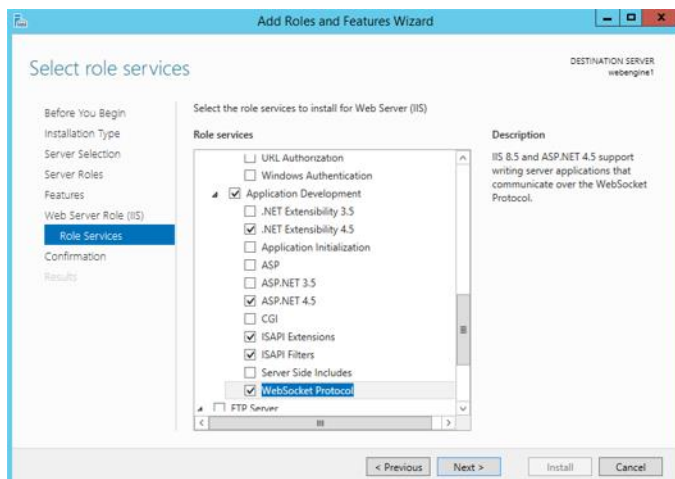 Add Roles and Features Wizard
Select role services
DESTINATION SERVER
webengine1
Before You Begin
Installation Type
Server Selection
Server Roles
Features
Web Server Role (IIS)
Role Services
Confirmation
Results
Select the role services to install for Web Server (IIS)
Role services
URL Authorization
Windows Authentication
Application Development
.NET Extensibility 3.5
.NET Extensibility 4.5
Application Initialization
ASP
ASP.NET 3.5
ASP.NET 4.5
CGI
ISAPI Extensions
ISAPI Filters
Server Side Includes
WebSocket Protocol
FTP Server
Description
IIS 8.5 and ASP.NET 4.5 support
writing server applications that
communicate over the WebSocket
Protocol.
< Previous
Next >
Install
Cancel